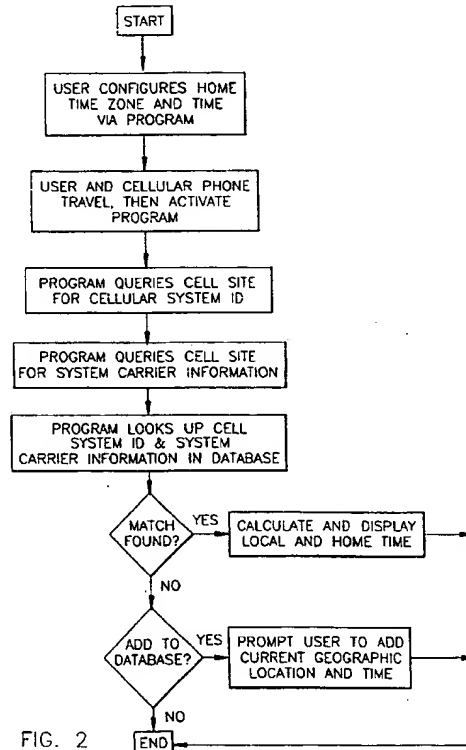 START
USER CONFIGURES HOME
TIME ZONE AND TIME
VIA PROGRAM
USER AND CELLULAR PHONE
TRAVEL, THEN ACTIVATE
PROGRAM
PROGRAM QUERIES CELL SITE
FOR CELLULAR SYSTEM ID
PROGRAM QUERIES CELL SITE
FOR SYSTEM CARRIER INFORMATION
PROGRAM LOOKS UP CELL
SYSTEM ID & SYSTEM
CARRIER INFORMATION IN DATABASE
MATCH
FOUND?
YES
CALCULATE AND DISPLAY
LOCAL AND HOME TIME
NO
ADD TO
DATABASE?
YES
PROMPT USER TO ADD
CURRENT GEOGRAPHIC
LOCATION AND TIME
NO
END
FIG. 2